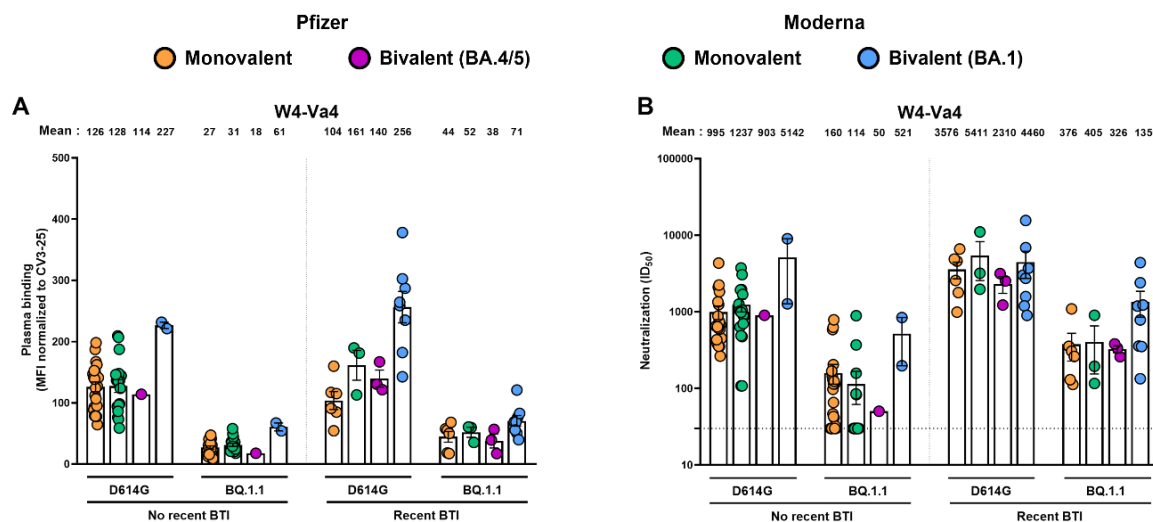 Pfizer
Moderna
Monovalent
Bivalent (BA.4/5)
Monovalent
Bivalent (BA.1)
A
W4-Va4
Mean : 126 128 114 227 27 31 18 61 104 161 140 256 44 52 38 71
Plasma binding
(MFI normalized to CV3-25)
500
400
300
200
100
0
D614G BQ.1.1 D614G BQ.1.1
No recent BTI Recent BTI
B
W4-Va4
Mean : 995 1237 903 5142 160 114 50 521 3576 5411 2310 4460 376 405 326 135
Neutralization (ID50)
100000
10000
1000
100
10
D614G BQ.1.1 D614G BQ.1.1
No recent BTI Recent BTI